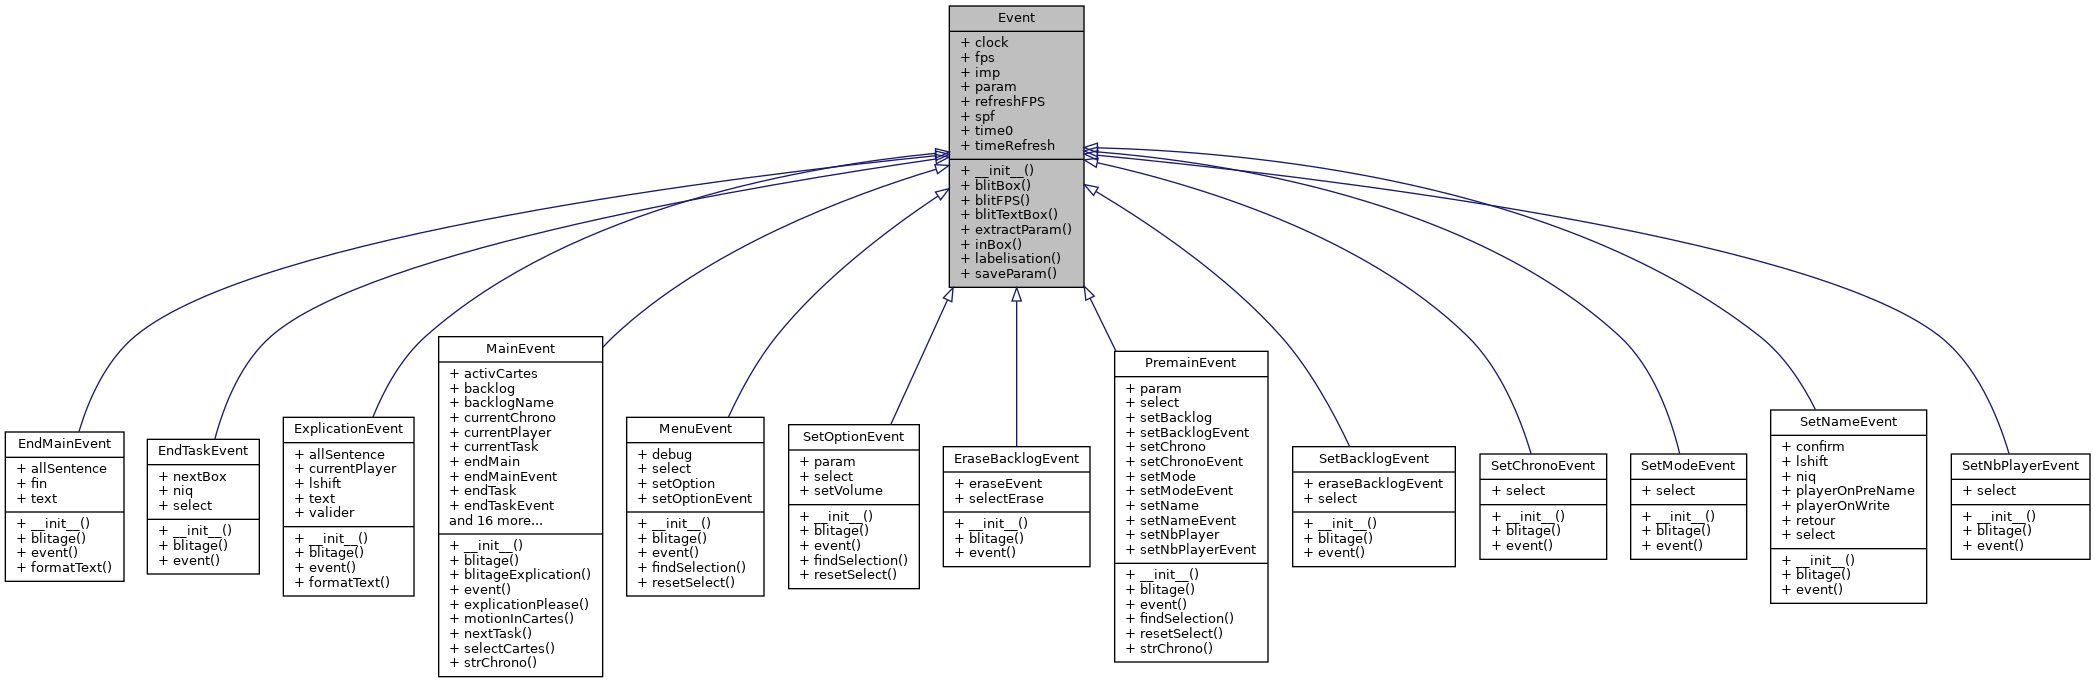 Event
+ clock
+ fps
+ imp
+ param
+ refreshFPS
+ spf
+ time0
+ timeRefresh
+ __init__()
+ blitBox()
+ blitFPS()
+ blitTextBox()
+ extractParam()
+ inBox()
+ labelisation()
+ saveParam()
EndMainEvent
+ allSentence
+ fin
+ text
+ __init__()
+ blitage()
+ event()
+ formatText()
EndTaskEvent
+ nextBox
+ niq
+ select
+ __init__()
+ blitage()
+ event()
ExplicationEvent
+ allSentence
+ currentPlayer
+ lshift
+ text
+ valider
+ __init__()
+ blitage()
+ event()
+ formatText()
MainEvent
+ activCartes
+ backlog
+ backlogName
+ currentChrono
+ currentPlayer
+ currentTask
+ endMain
+ endMainEvent
+ endTask
+ endTaskEvent
and 16 more...
+ __init__()
+ blitage()
+ blitageExplication()
+ event()
+ explicationPlease()
+ motionInCartes()
+ nextTask()
+ selectCartes()
+ strChrono()
MenuEvent
+ debug
+ select
+ setOption
+ setOptionEvent
+ __init__()
+ blitage()
+ event()
+ findSelection()
+ resetSelect()
SetOptionEvent
+ param
+ select
+ setVolume
+ __init__()
+ blitage()
+ event()
+ findSelection()
+ resetSelect()
EraseBacklogEvent
+ eraseEvent
+ selectErase
+ __init__()
+ blitage()
+ event()
PremainEvent
+ param
+ select
+ setBacklog
+ setBacklogEvent
+ setChrono
+ setChronoEvent
+ setMode
+ setModeEvent
+ setName
+ setNameEvent
+ setNbPlayer
+ setNbPlayerEvent
+ __init__()
+ blitage()
+ event()
+ findSelection()
+ resetSelect()
+ strChrono()
SetBacklogEvent
+ eraseBacklogEvent
+ select
+ __init__()
+ blitage()
+ event()
SetChronoEvent
+ select
+ __init__()
+ blitage()
+ event()
SetModeEvent
+ select
+ __init__()
+ blitage()
+ event()
SetNameEvent
+ confirm
+ lshift
+ niq
+ playerOnPreName
+ playerOnWrite
+ retour
+ select
+ __init__()
+ blitage()
+ event()
SetNbPlayerEvent
+ select
+ __init__()
+ blitage()
+ event()